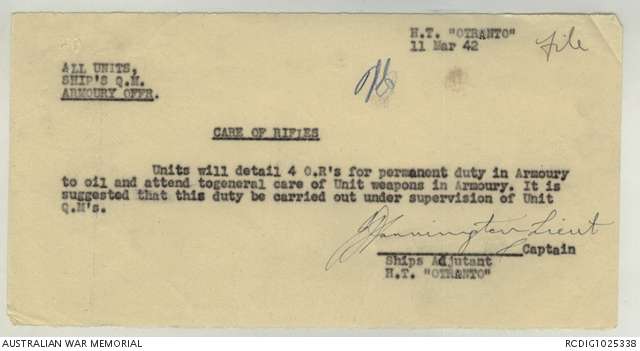 H.T. "OTRANTO"
11 Mar 42
file
ALL UNITS,
SHIP'S Q.M.
ARMOURY OFFR.
CARE OF RIFLES
Units will detail 4 O.R's for permanent duty in Armoury
to oil and attend togeneral care of Unit weapons in Armoury. It is
suggested that this duty be carried out under supervision of Unit
Q.M's.
Lieut
Captain
Ships Adjutant
H.T. "OTRANTO"
AUSTRALIAN WAR MEMORIAL
RCDIG1025338